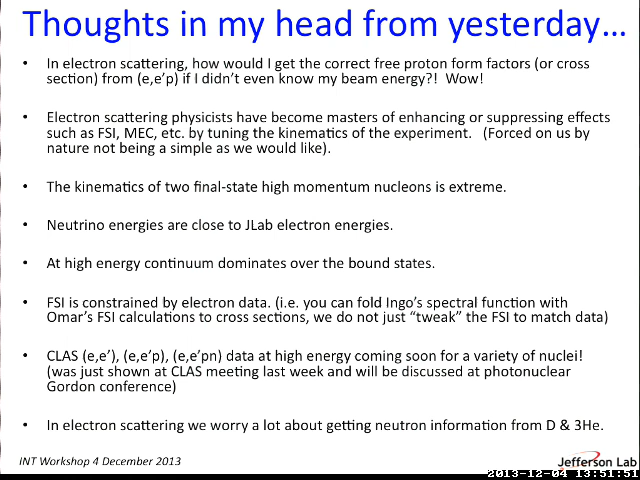 Thoughts in my head from yesterday…
• In electron scattering, how would I get the correct free proton form factors (or cross
section) from (e,e’p) if I didn’t even know my beam energy?! Wow!
• Electron scattering physicists have become masters of enhancing or suppressing effects
such as FSI, MEC, etc. by tuning the kinematics of the experiment. (Forced on us by
nature not being a simple as we would like).
• The kinematics of two final-state high momentum nucleons is extreme.
• Neutrino energies are close to JLab electron energies.
• At high energy continuum dominates over the bound states.
• FSI is constrained by electron data. (i.e. you can fold Ingo’s spectral function with
Omar’s FSI calculations to cross sections, we do not just “tweak” the FSI to match data)
• CLAS (e,e’), (e,e’p), (e,e’pn) data at high energy coming soon for a variety of nuclei!
(was just shown at CLAS meeting last week and will be discussed at photonuclear
Gordon conference)
• In electron scattering we worry a lot about getting neutron information from D & 3He.
INT Workshop 4 December 2013
Jefferson Lab
2013-12-04 13:51:51